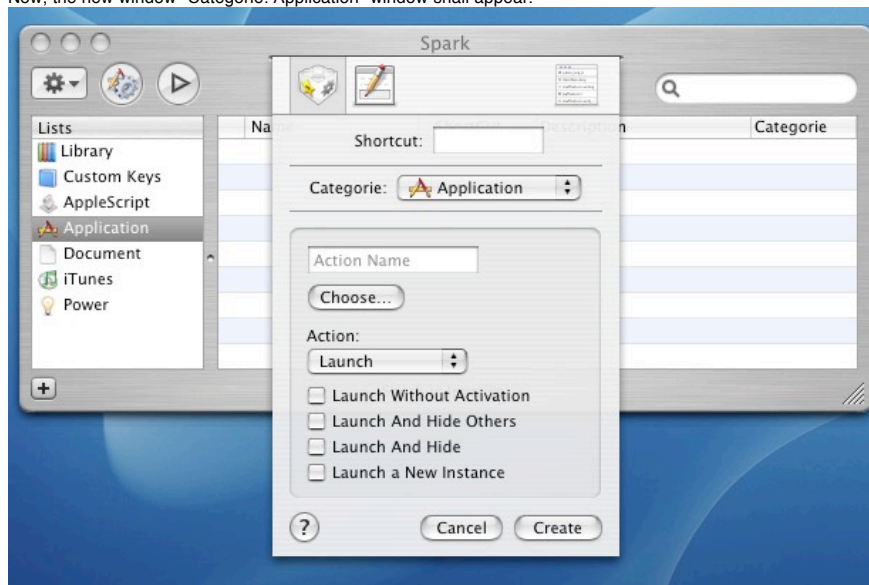 Now, the new window "Categorie: Application" window shall appear.
Spark
Lists
Name
Description
Categorie
Library
Custom Keys
AppleScript
Application
Document
iTunes
Power
Shortcut:
Categorie: Application
Action Name
Choose...
Action:
Launch
Launch Without Activation
Launch And Hide Others
Launch And Hide
Launch a New Instance
? Cancel Create